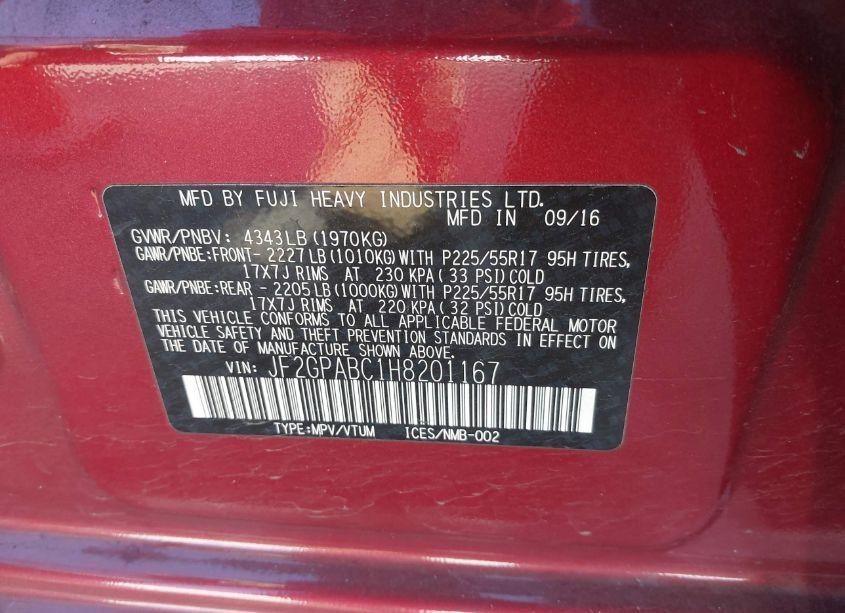 MFD BY FUJI HEAVY INDUSTRIES LTD.
MFD IN 09/16
GVWR/PNBV: 4343LB(1970KG)
GAWR/PNBE:FRONT- 2227LB(1010KG)WITH P225/55R17 95H TIRES,
17X7J RIMS AT 230 KPA(33 PSI)COLD
GAWR/PNBE:REAR - 2205LB(1000KG)WITH P225/55R17 95H TIRES,
17X7J RIMS AT 220 KPA(32 PSI)COLD
THIS VEHICLE CONFORMS TO ALL APPLICABLE FEDERAL MOTOR
VEHICLE SAFETY AND THEFT PREVENTION STANDARDS IN EFFECT ON
THE DATE OF MANUFACTURE SHOWN ABOVE.
VIN: JF2GPABC1H8201167
TYPE:MPV/VTUM ICES/NMB-002